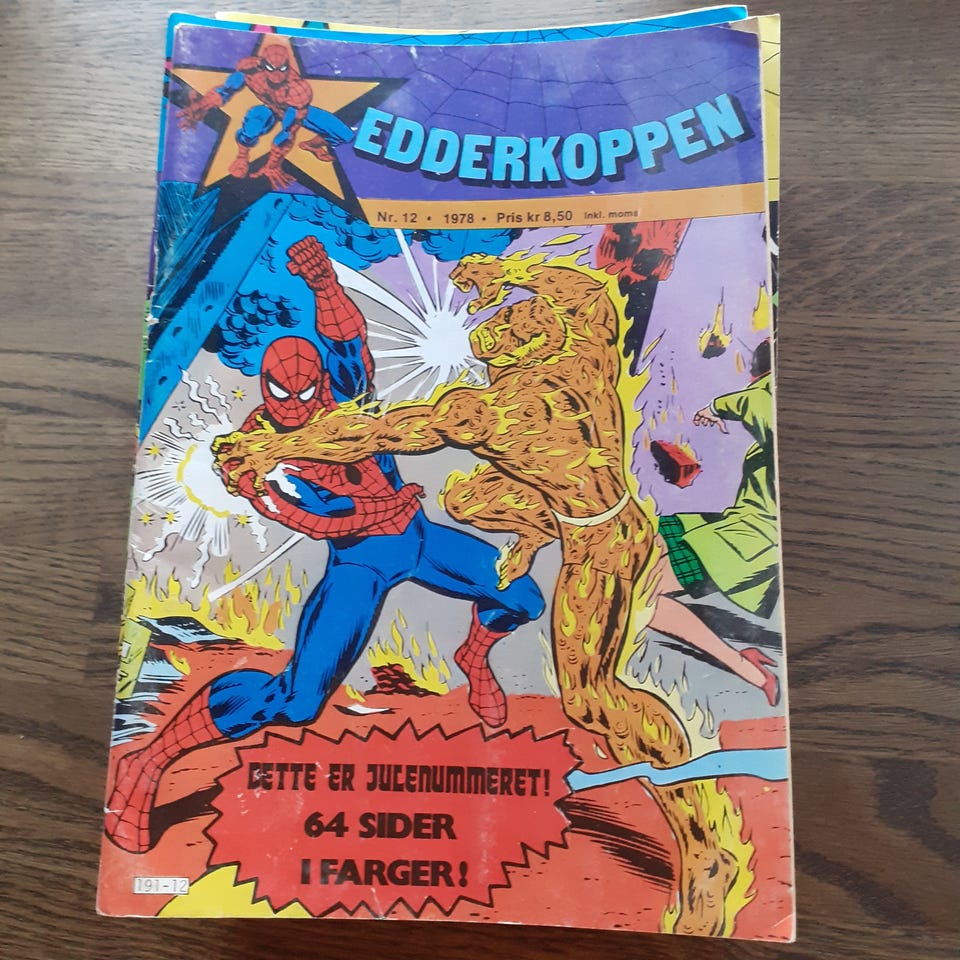 EDDERKOPPEN
Nr. 12 • 1978 • Pris kr 8,50 inkl. moms
DETTE ER JULENUMMERET!
64 SIDER
I FARGER!
191-12